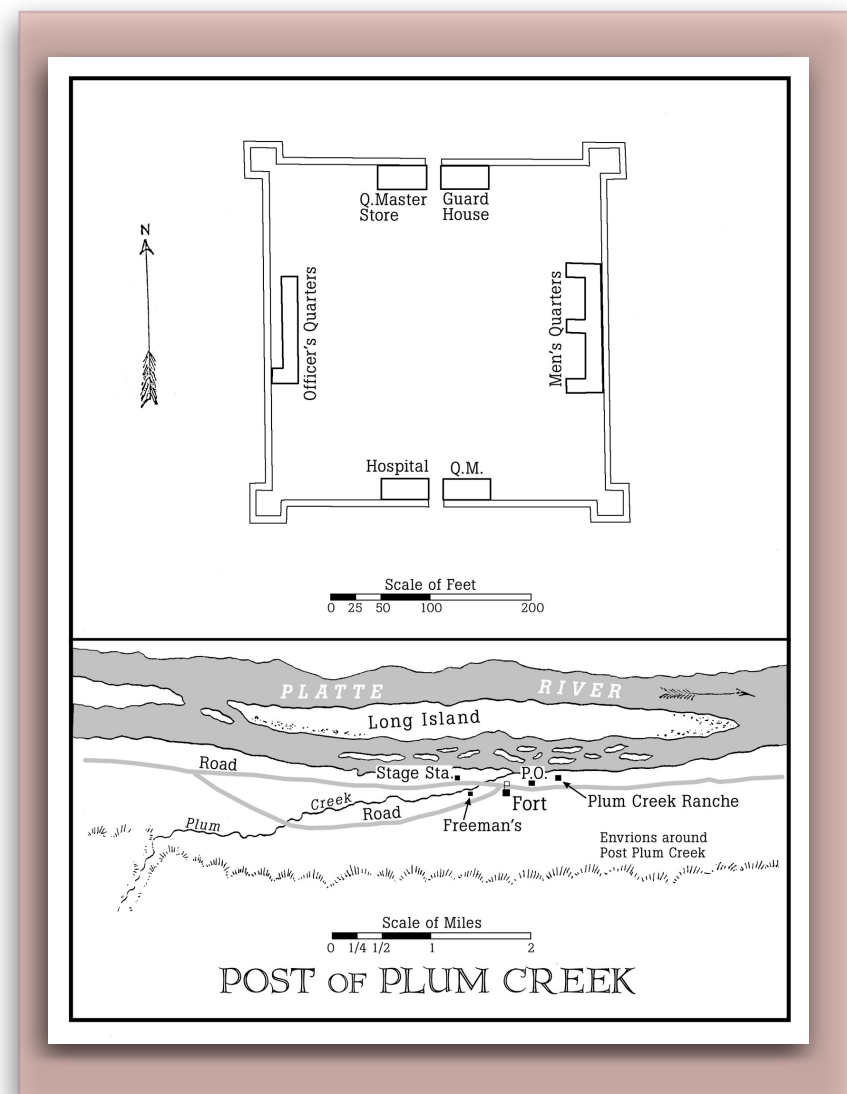 N
Q.Master
Store
Guard
House
Officer's Quarters
Men's Quarters
Hospital
Q.M.
Scale of Feet
0 25 50 100 200
PLATTE RIVER
Long Island
Road
Stage Sta.
P.O.
Plum Creek
Road
Fort
Plum Creek Ranche
Freeman's
Envrions around
Post Plum Creek
Scale of Miles
0 1/4 1/2 1 2
POST OF PLUM CREEK